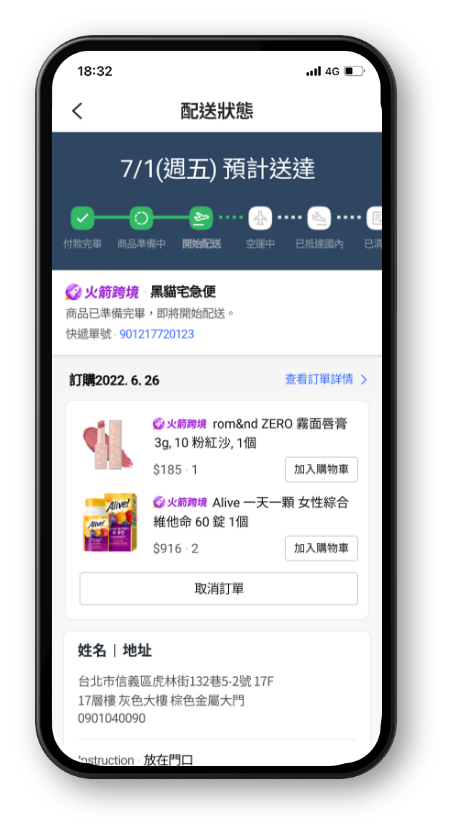 18:32
4G
配送狀態
7/1(週五) 預計送達
付款完畢 商品準備中 開始配送 空運中 已抵達國內 已清
火箭跨境 · 黑貓宅急便
商品已準備完畢，即將開始配送。
快遞單號 · 901217720123
訂購2022. 6. 26
查看訂單詳情
火箭跨境 rom&nd ZERO 霧面唇膏
3g, 10 粉紅沙, 1個
$185 · 1
加入購物車
Alive!
火箭跨境 Alive 一天一顆 女性綜合
維他命 60 錠 1個
$916 · 2
加入購物車
取消訂單
姓名 | 地址
台北市信義區虎林街132巷5-2號 17F
17層樓 灰色大樓 棕色金屬大門
0901040090
Instruction · 放在門口